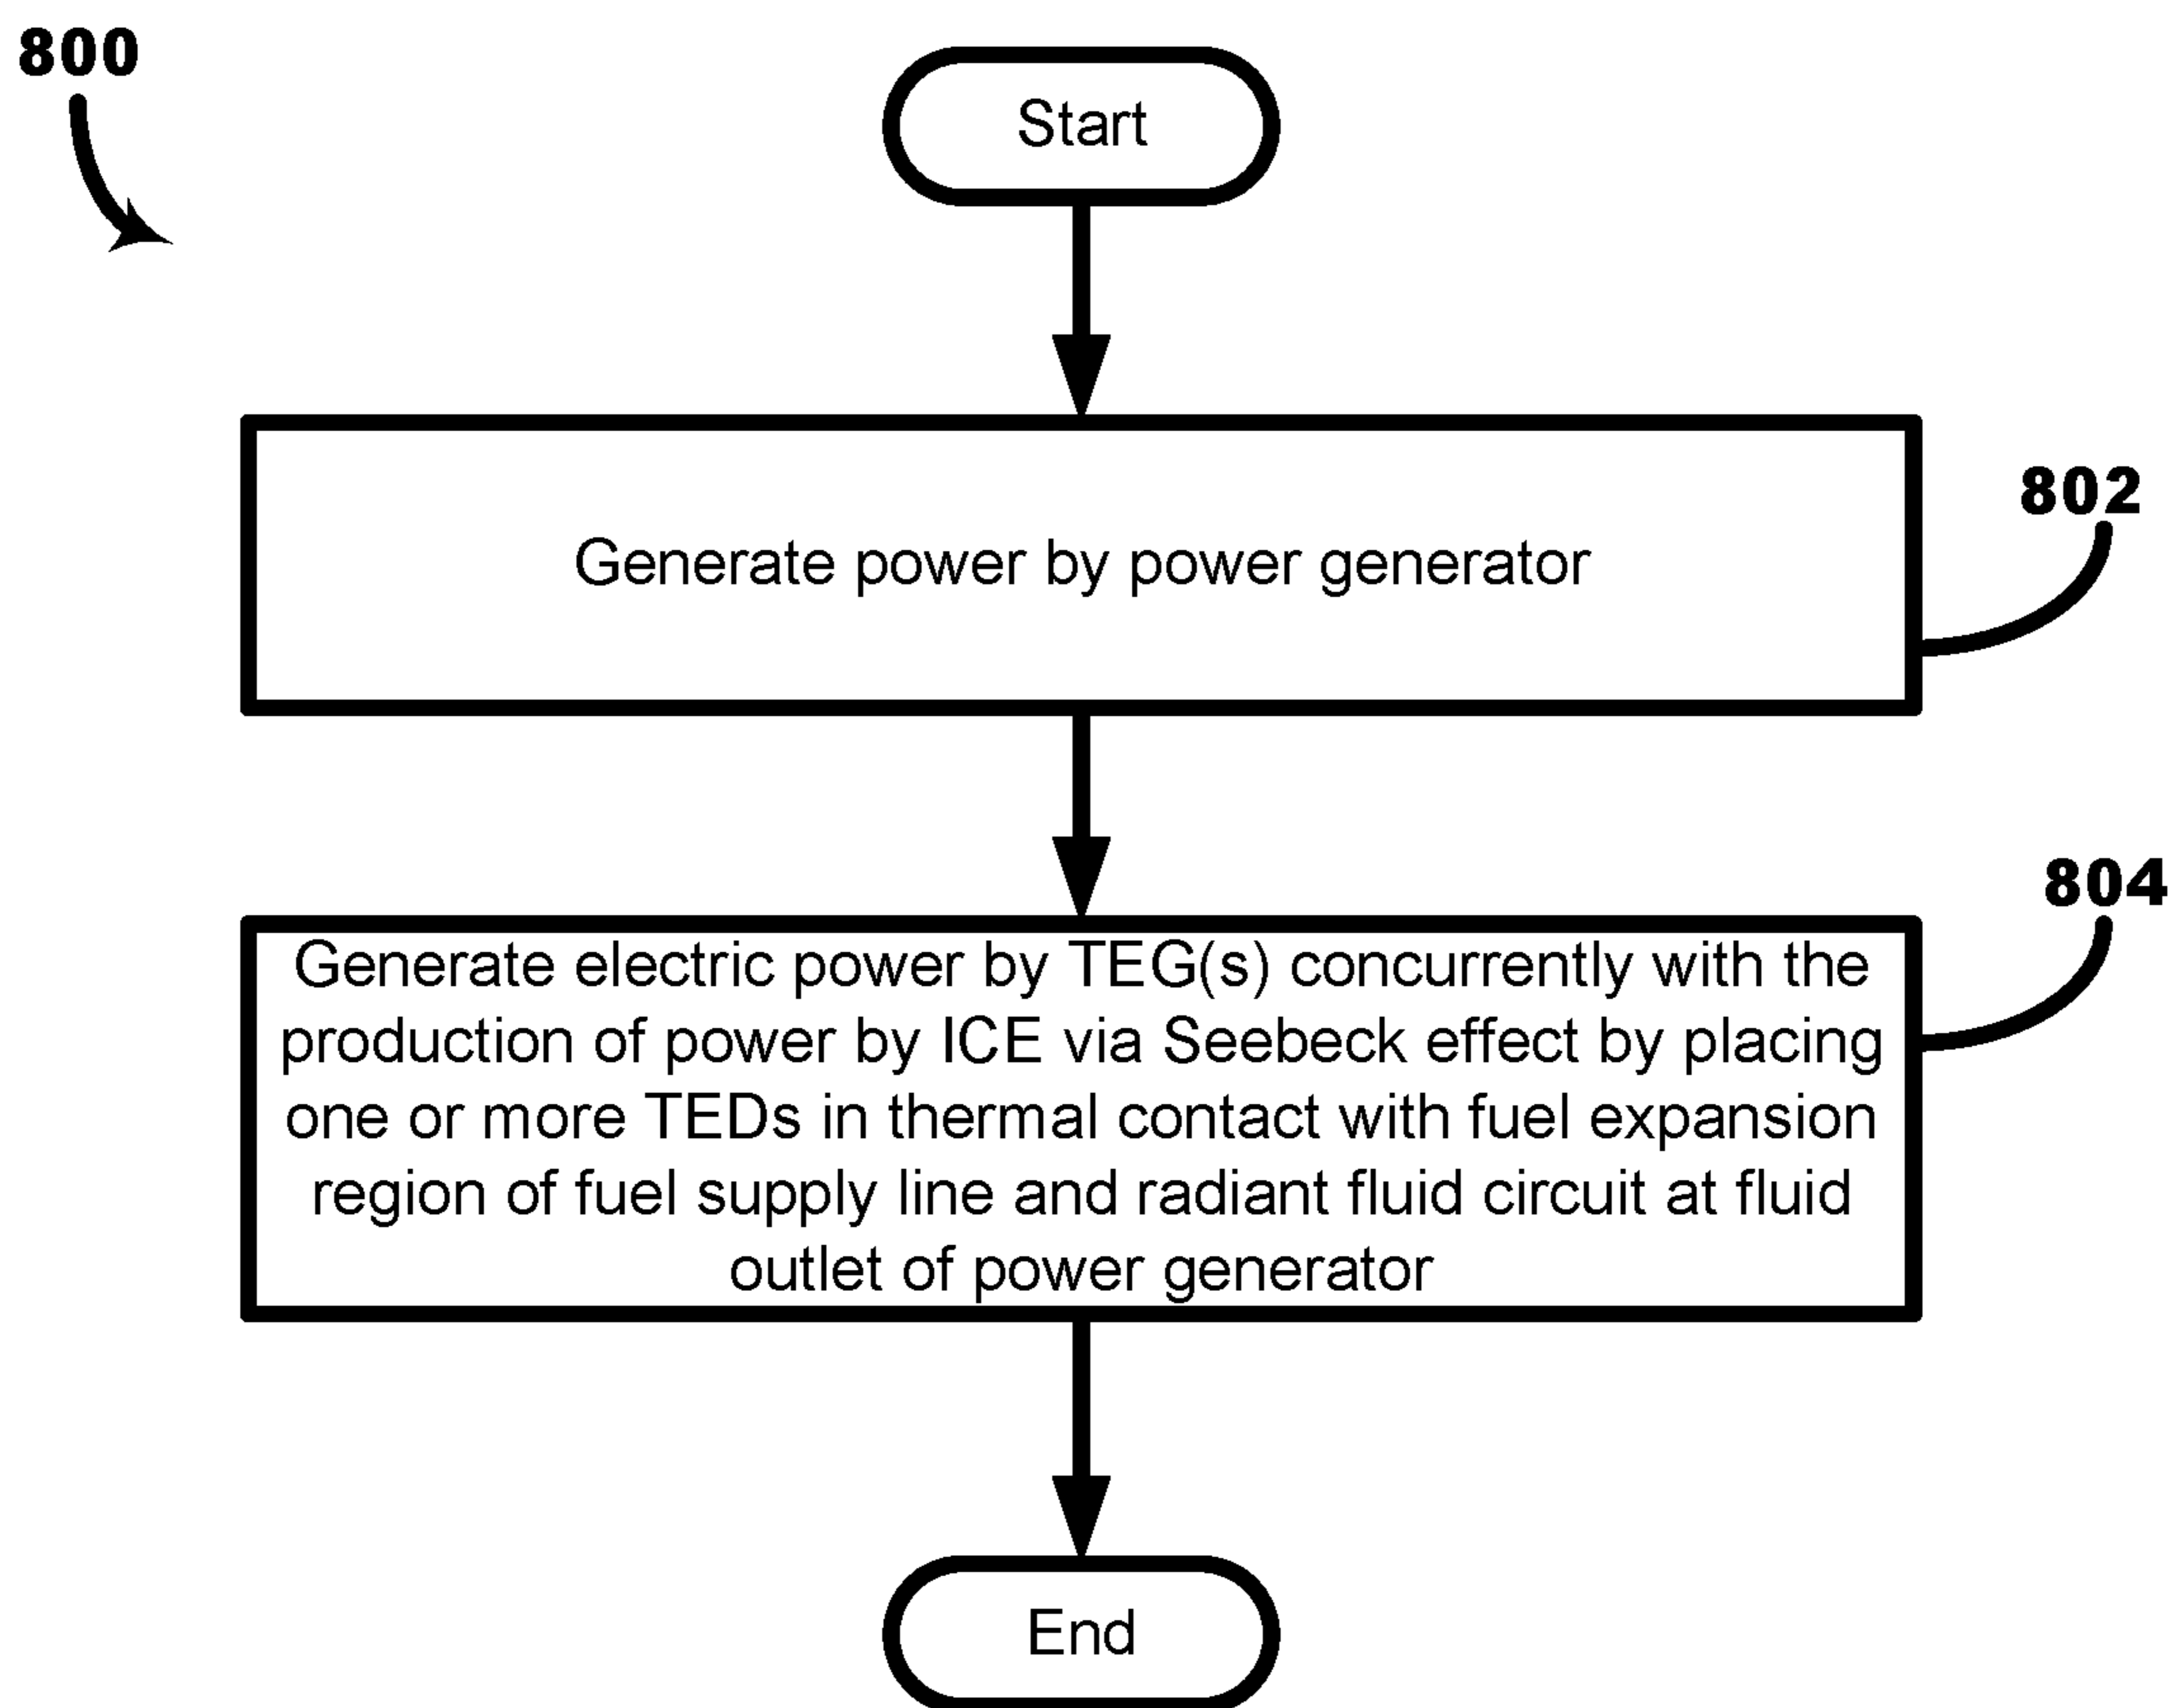 800
Start
Generate power by power generator
802
804
Generate electric power by TEG(s) concurrently with the
production of power by ICE via Seebeck effect by placing
one or more TEDs in thermal contact with fuel expansion
region of fuel supply line and radiant fluid circuit at fluid
outlet of power generator
End